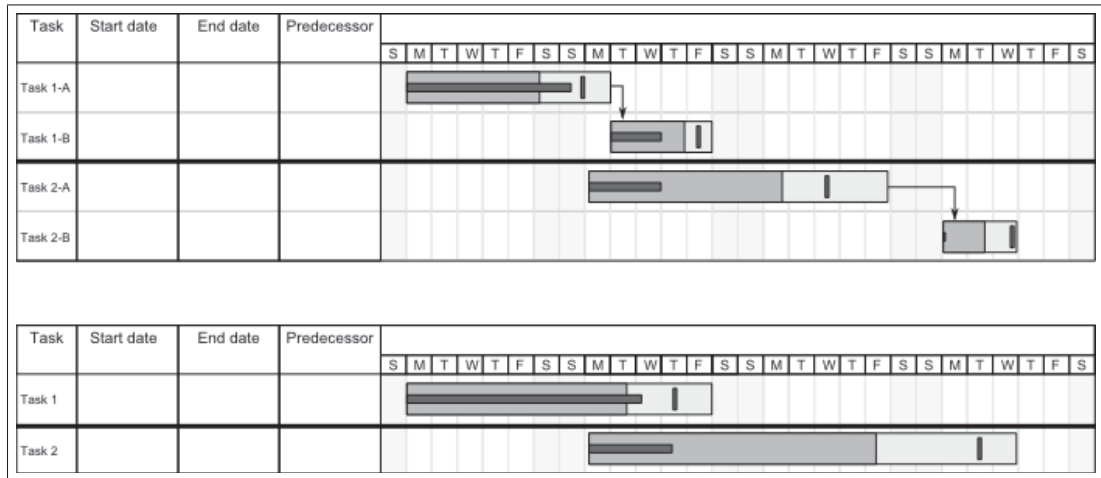 Task Start date End date Predecessor
S M T W T F S S M T W T F S S M T W T F S S M T W T F S
Task 1-A
Task 1-B
Task 2-A
Task 2-B
Task Start date End date Predecessor
S M T W T F S S M T W T F S S M T W T F S S M T W T F S
Task 1
Task 2